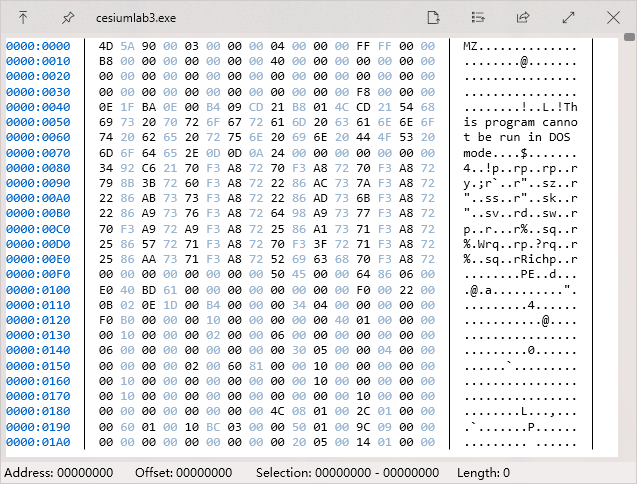 cesiumlab3.exe
0000:0000 4D 5A 90 00 03 00 00 00 04 00 00 00 FF FF 00 00 MZ..............
0000:0010 B8 00 00 00 00 00 00 00 40 00 00 00 00 00 00 00 ........@.......
0000:0020 00 00 00 00 00 00 00 00 00 00 00 00 00 00 00 00 ................
0000:0030 00 00 00 00 00 00 00 00 00 00 00 00 F8 00 00 00 ................
0000:0040 0E 1F BA 0E 00 B4 09 CD 21 B8 01 4C CD 21 54 68 ........!..L.!Th
0000:0050 69 73 20 70 72 6F 67 72 61 6D 20 63 61 6E 6E 6F is program canno
0000:0060 74 20 62 65 20 72 75 6E 20 69 6E 20 44 4F 53 20 t be run in DOS
0000:0070 6D 6F 64 65 2E 0D 0D 0A 24 00 00 00 00 00 00 00 mode....$.......
0000:0080 34 92 C6 21 70 F3 A8 72 70 F3 A8 72 70 F3 A8 72 4..!p..rp..rp..r
0000:0090 79 8B 3B 72 60 F3 A8 72 22 86 AC 73 7A F3 A8 72 y.;r`..r"..sz..r
0000:00A0 22 86 AB 73 73 F3 A8 72 22 86 AD 73 6B F3 A8 72 "..ss..r"..sk..r
0000:00B0 22 86 A9 73 76 F3 A8 72 64 98 A9 73 77 F3 A8 72 "..sv..rd..sw..r
0000:00C0 70 F3 A9 72 A9 F3 A8 72 25 86 A1 73 71 F3 A8 72 p..r...r%..sq..r
0000:00D0 25 86 57 72 71 F3 A8 72 70 F3 3F 72 71 F3 A8 72 %.Wrq..rp.?rq..r
0000:00E0 25 86 AA 73 71 F3 A8 72 52 69 63 68 70 F3 A8 72 %..sq..rRichp..r
0000:00F0 00 00 00 00 00 00 00 00 50 45 00 00 64 86 06 00 ........PE..d...
0000:0100 E0 40 BD 61 00 00 00 00 00 00 00 00 F0 00 22 00 .@.a..........".
0000:0110 0B 02 0E 1D 00 B4 00 00 00 34 04 00 00 00 00 00 .........4......
0000:0120 F0 B0 00 00 00 10 00 00 00 00 00 40 01 00 00 00 ...........@....
0000:0130 00 10 00 00 00 02 00 00 06 00 00 00 00 00 00 00 ................
0000:0140 06 00 00 00 00 00 00 00 00 30 05 00 00 04 00 00 .........0......
0000:0150 00 00 00 00 02 00 60 81 00 00 10 00 00 00 00 00 ......`.........
0000:0160 00 10 00 00 00 00 00 00 00 00 10 00 00 00 00 00 ................
0000:0170 00 10 00 00 00 00 00 00 00 00 00 00 10 00 00 00 ................
0000:0180 00 00 00 00 00 00 00 00 4C 08 01 00 2C 01 00 00 ........L...,...
0000:0190 00 60 01 00 10 BC 03 00 00 00 50 01 00 9C 09 00 00 .`........P.....
0000:01A0 00 00 00 00 00 00 00 00 00 20 05 00 14 01 00 00 ......... ......
Address: 00000000 Offset: 00000000 Selection: 00000000 - 00000000 Length: 0